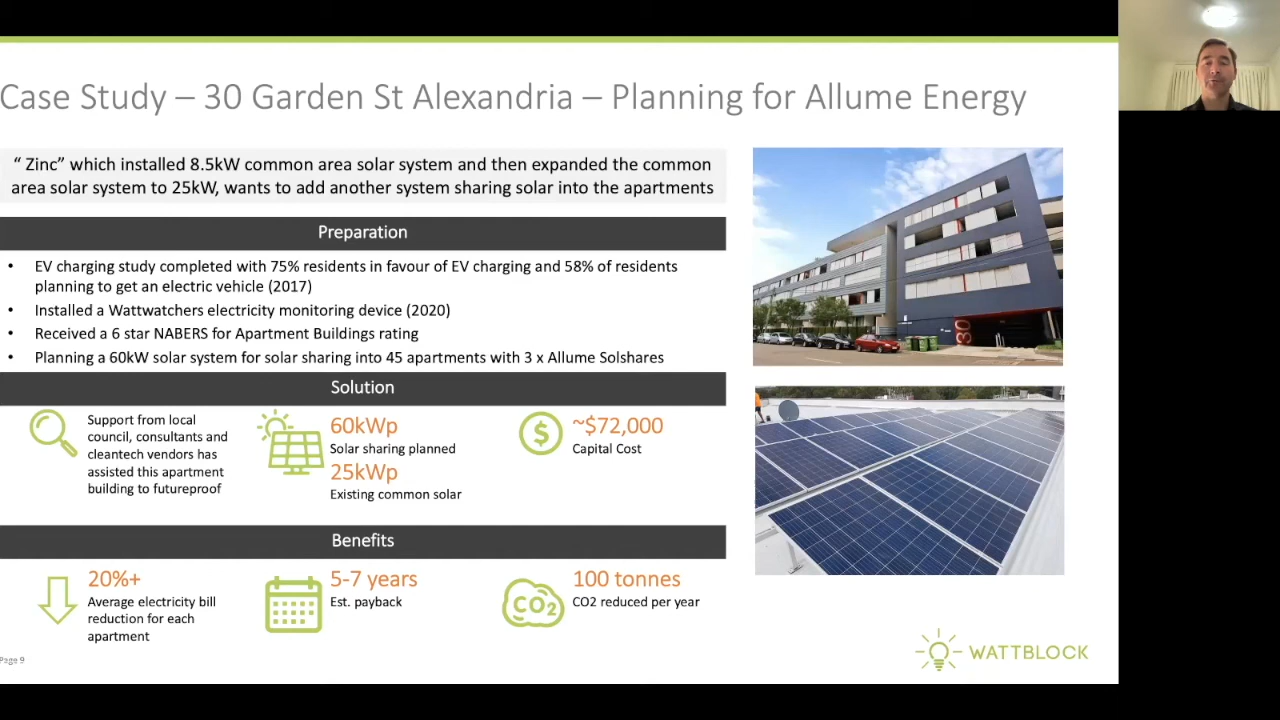 Case Study – 30 Garden St Alexandria – Planning for Allume Energy
“ Zinc” which installed 8.5kW common area solar system and then expanded the common
area solar system to 25kW, wants to add another system sharing solar into the apartments
Preparation
• EV charging study completed with 75% residents in favour of EV charging and 58% of residents
planning to get an electric vehicle (2017)
• Installed a Wattwatchers electricity monitoring device (2020)
• Received a 6 star NABERS for Apartment Buildings rating
• Planning a 60kW solar system for solar sharing into 45 apartments with 3 x Allume Solshares
30
Solution
Support from local
council, consultants and
cleantech vendors has
assisted this apartment
building to futureproof
60kWp
Solar sharing planned
25kWp
Existing common solar
$
~$72,000
Capital Cost
Benefits
20%+
Average electricity bill
reduction for each
apartment
5-7 years
Est. payback
CO2
100 tonnes
CO2 reduced per year
Page 9
WATTBLOCK